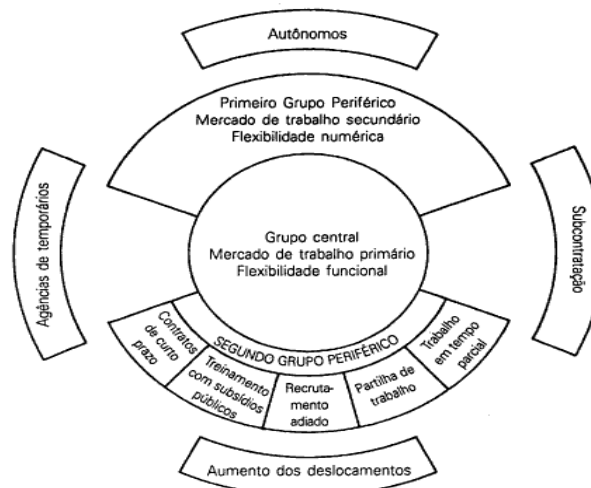 Autônomos
Primeiro Grupo Periférico
Mercado de trabalho secundário
Flexibilidade numérica
Agências de temporários
Subcontratação
Grupo central
Mercado de trabalho primário
Flexibilidade funcional
SEGUNDO GRUPO PERIFÉRICO
Contratos
de curto
prazo
Treinamento
com subsídios
públicos
Recruta-
mento
adiado
Partilha de
trabalho
Trabalho
em tempo
parcial
Aumento dos deslocamentos